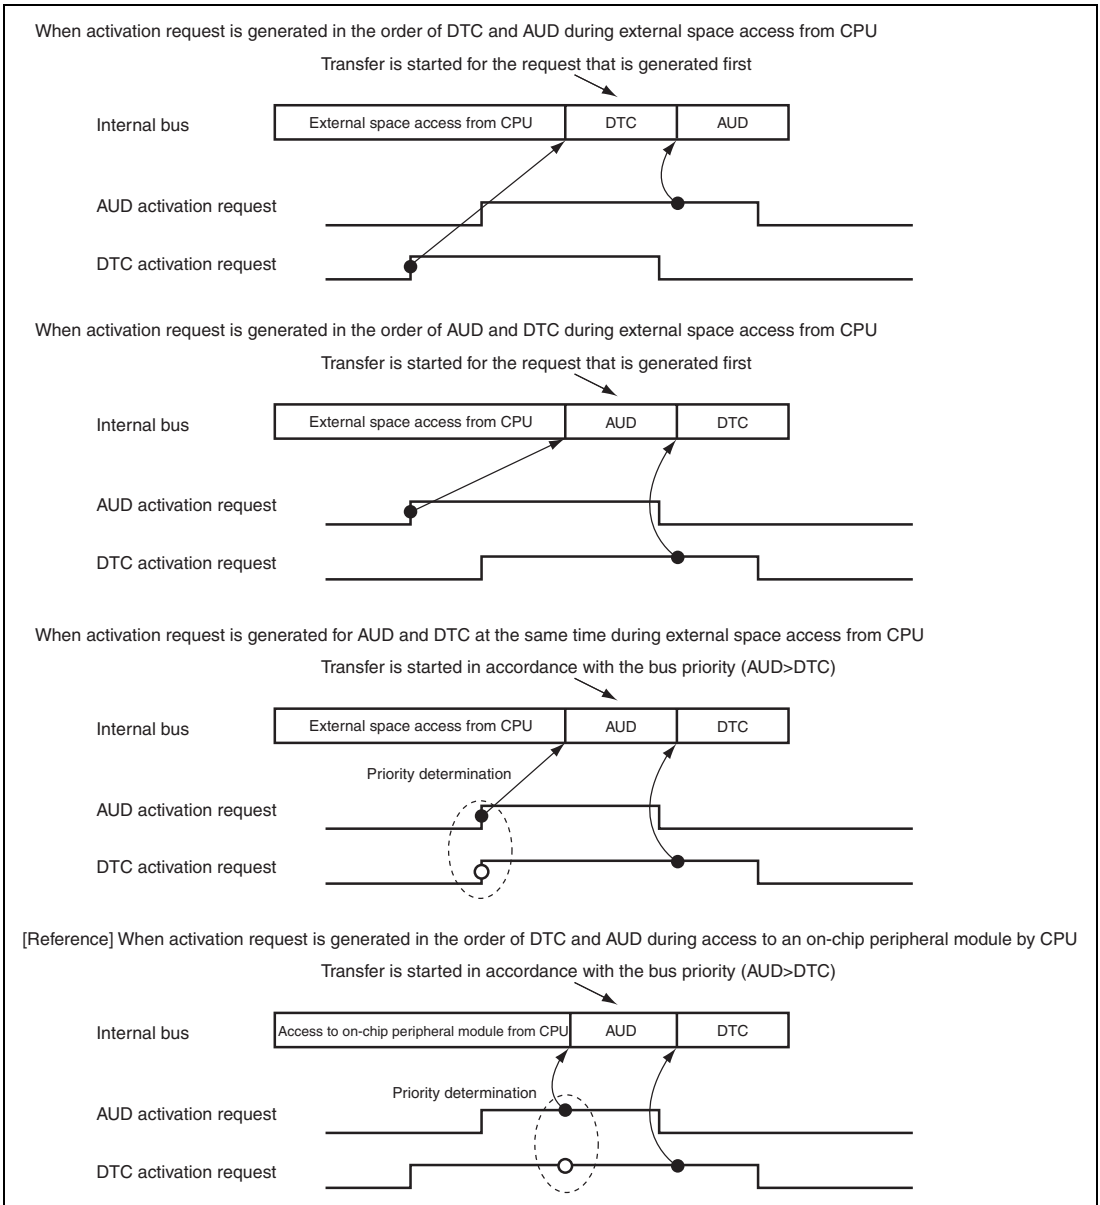 When activation request is generated in the order of DTC and AUD during external space access from CPU
Transfer is started for the request that is generated first
Internal bus
External space access from CPU
DTC
AUD
AUD activation request
DTC activation request
When activation request is generated in the order of AUD and DTC during external space access from CPU
Transfer is started for the request that is generated first
Internal bus
External space access from CPU
AUD
DTC
AUD activation request
DTC activation request
When activation request is generated for AUD and DTC at the same time during external space access from CPU
Transfer is started in accordance with the bus priority (AUD>DTC)
Internal bus
External space access from CPU
AUD
DTC
Priority determination
AUD activation request
DTC activation request
[Reference] When activation request is generated in the order of DTC and AUD during access to an on-chip peripheral module by CPU
Transfer is started in accordance with the bus priority (AUD>DTC)
Internal bus
Access to on-chip peripheral module from CPU
AUD
DTC
Priority determination
AUD activation request
DTC activation request